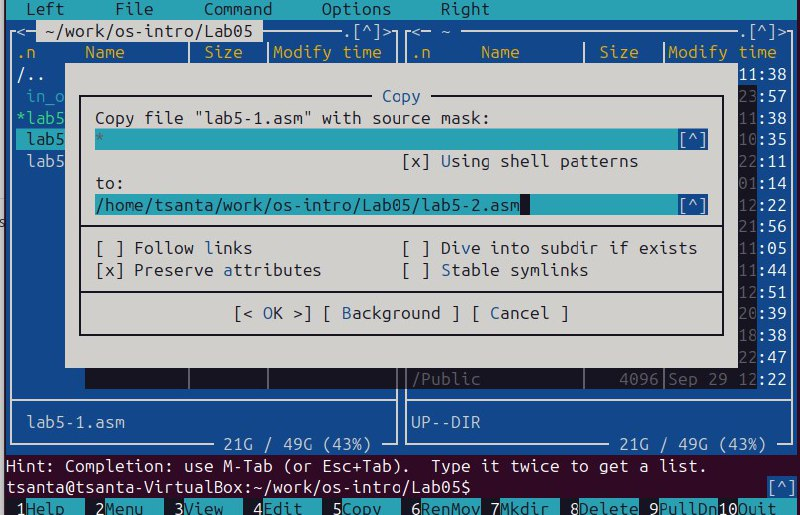 Left File Command Options Right
<─ ~/work/os-intro/Lab05 .[^]> <─ ~ .[^]>
.n Name Size Modify time .n Name Size Modify time
/.. 11:38
in_o 23:57
Copy
*lab5 Copy file "lab5-1.asm" with source mask: 11:38
lab5 * [^] 10:35
lab5 [x] Using shell patterns 22:11
to: 01:14
/home/tsanta/work/os-intro/Lab05/lab5-2.asm [^] 12:22
21:56
[ ] Follow links [ ] Dive into subdir if exists 11:05
[x] Preserve attributes [ ] Stable symlinks 11:44
12:51
[< OK >] [ Background ] [ Cancel ] 20:39
18:38
22:47
/Public 4096 Sep 29 12:22
lab5-1.asm UP--DIR
21G / 49G (43%) 21G / 49G (43%)
Hint: Completion: use M-Tab (or Esc+Tab). Type it twice to get a list.
tsanta@tsanta-VirtualBox:~/work/os-intro/Lab05$ [^]
1Help 2Menu 3View 4Edit 5Copy 6RenMov 7Mkdir 8Delete 9PullDn 10Quit